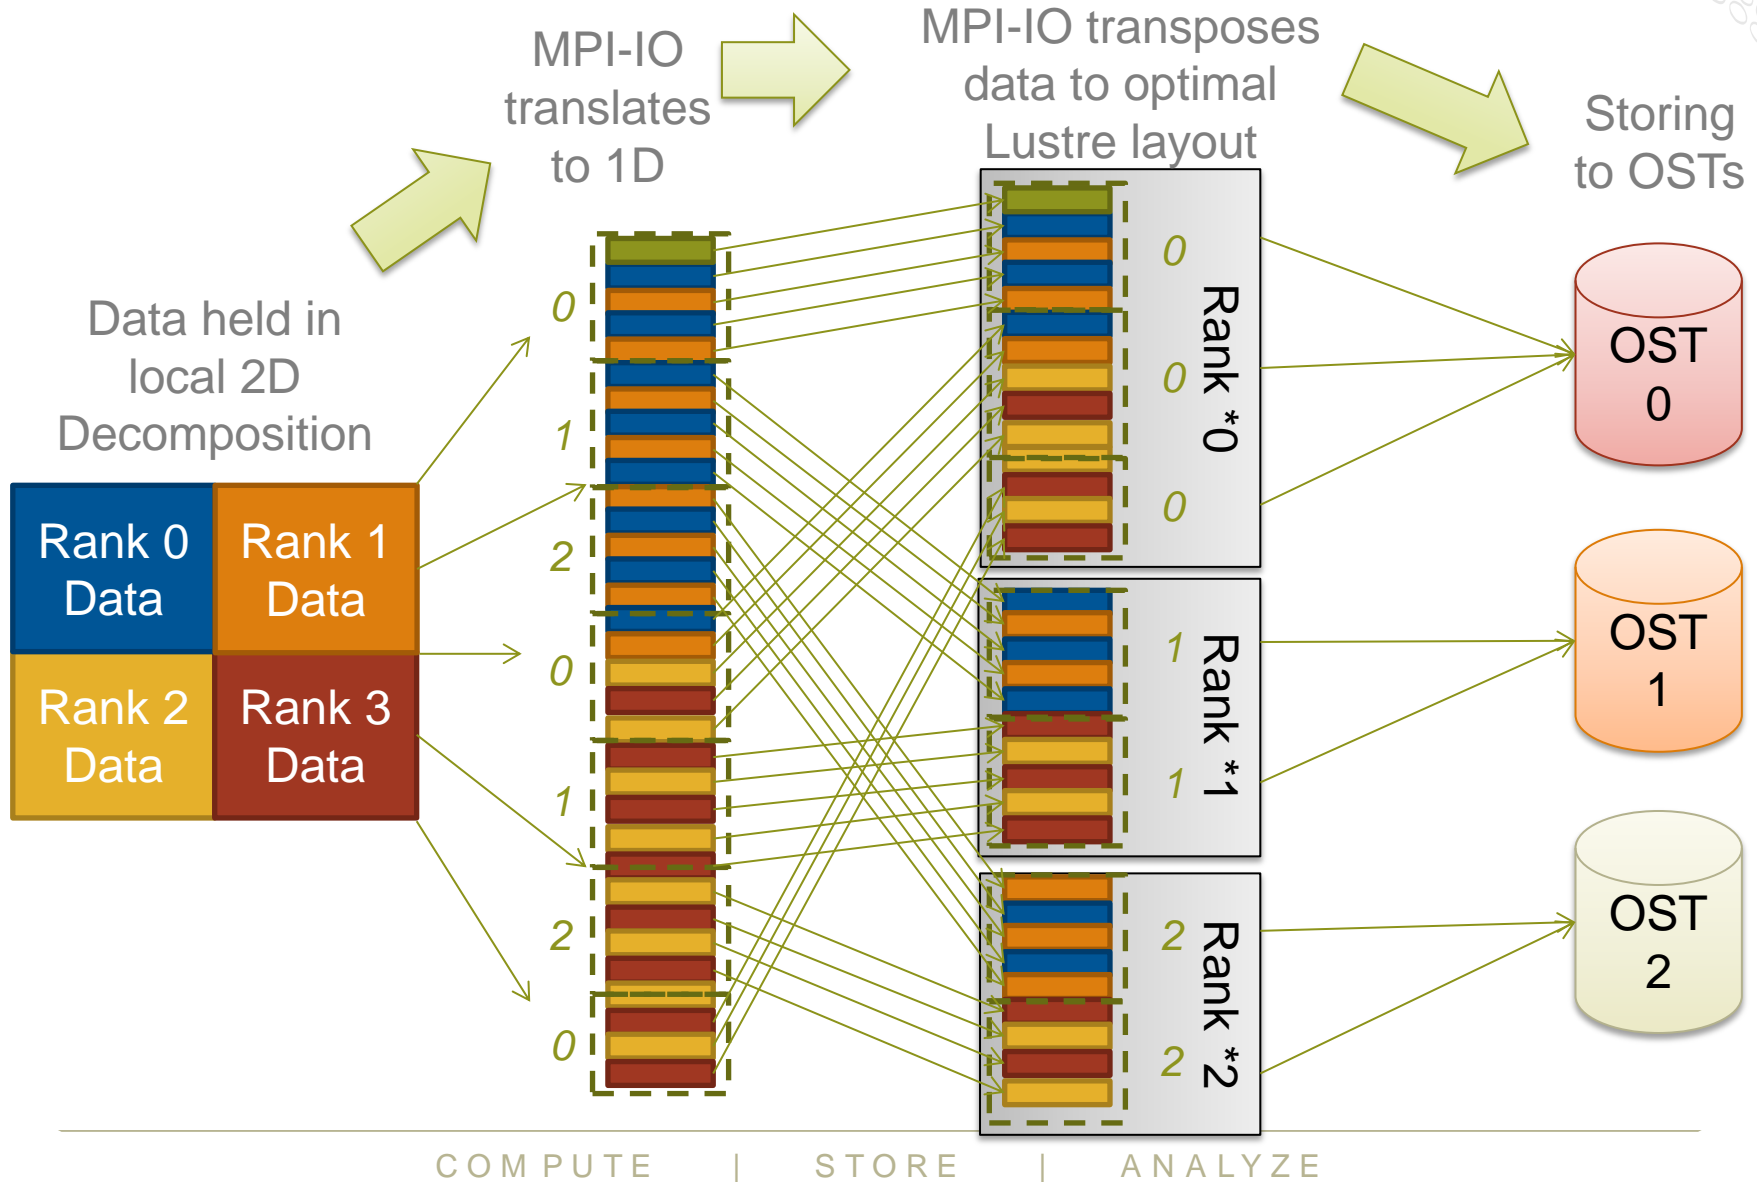 MPI-IO
translates
to 1D
MPI-IO transposes
data to optimal
Lustre layout
Storing
to OSTs
Data held in
local 2D
Decomposition
Rank 0
Data
Rank 1
Data
Rank 2
Data
Rank 3
Data
0
1
2
0
1
2
0
0
0
0
Rank *0
1
1
Rank *1
2
2
Rank *2
OST
0
OST
1
OST
2
COMPUTE | STORE | ANALYZE